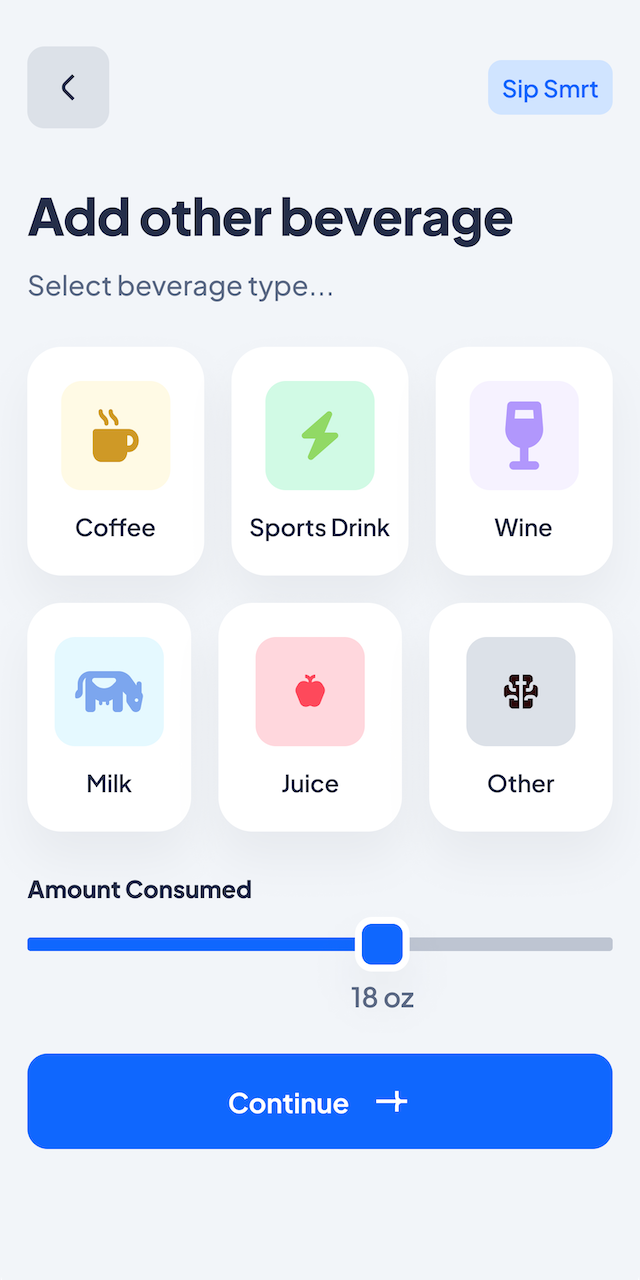 Sip Smrt
Add other beverage
Select beverage type...
Coffee
Sports Drink
Wine
Milk
Juice
Other
Amount Consumed
18 oz
Continue